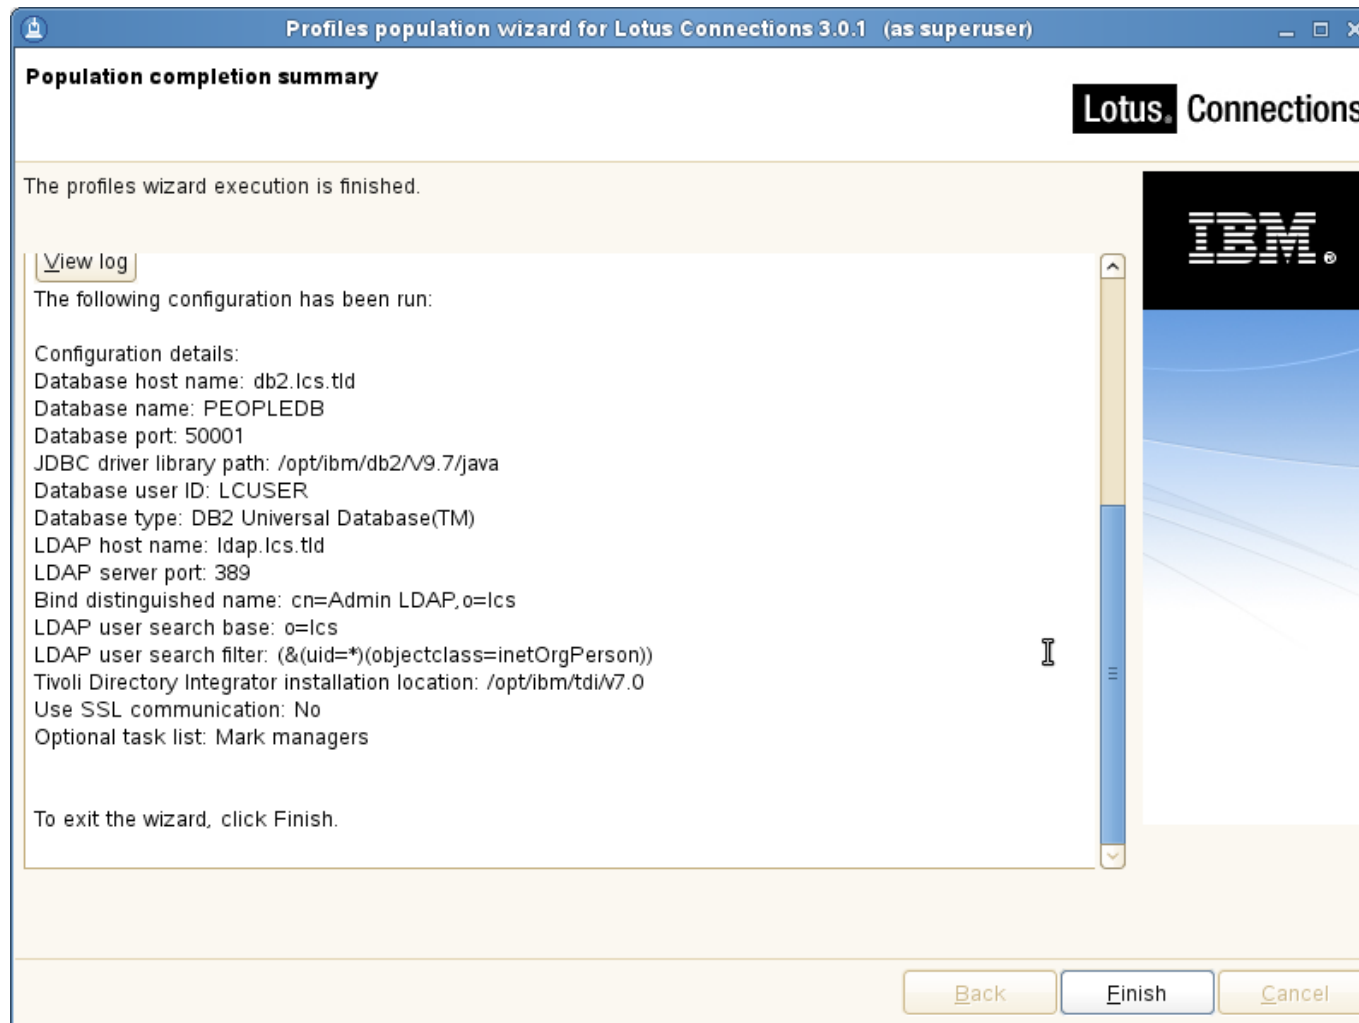 Profiles population wizard for Lotus Connections 3.0.1 (as superuser)
Population completion summary
Lotus. Connections
The profiles wizard execution is finished.
IBM®
View log
The following configuration has been run:
Configuration details:
Database host name: db2.lcs.tld
Database name: PEOPLEDB
Database port: 50001
JDBC driver library path: /opt/ibm/db2/V9.7/java
Database user ID: LCUSER
Database type: DB2 Universal Database(TM)
LDAP host name: ldap.lcs.tld
LDAP server port: 389
Bind distinguished name: cn=Admin LDAP,o=lcs
LDAP user search base: o=lcs
LDAP user search filter: (&(uid=*)(objectclass=inetOrgPerson))
Tivoli Directory Integrator installation location: /opt/ibm/tdi/v7.0
Use SSL communication: No
Optional task list: Mark managers
To exit the wizard, click Finish.
Back
Finish
Cancel